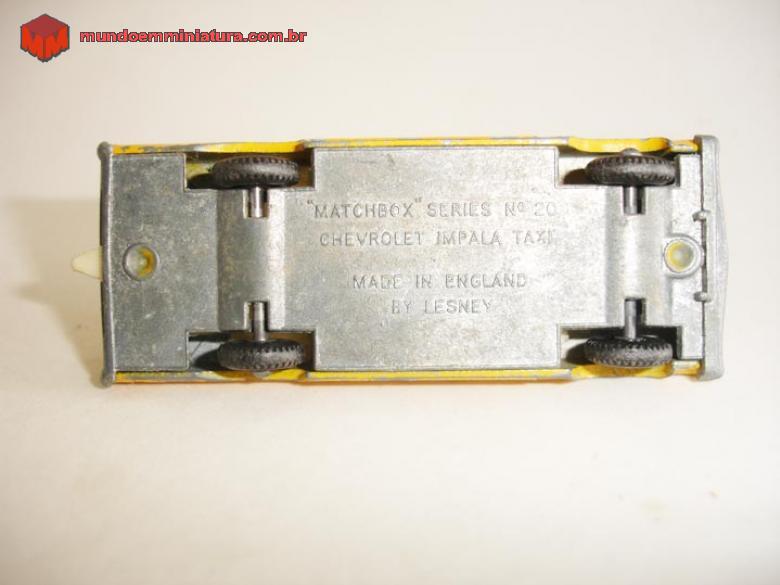 mundoemminiatura.com.br
"MATCHBOX" SERIES Nº 20
CHEVROLET IMPALA TAXI
MADE IN ENGLAND
BY LESNEY